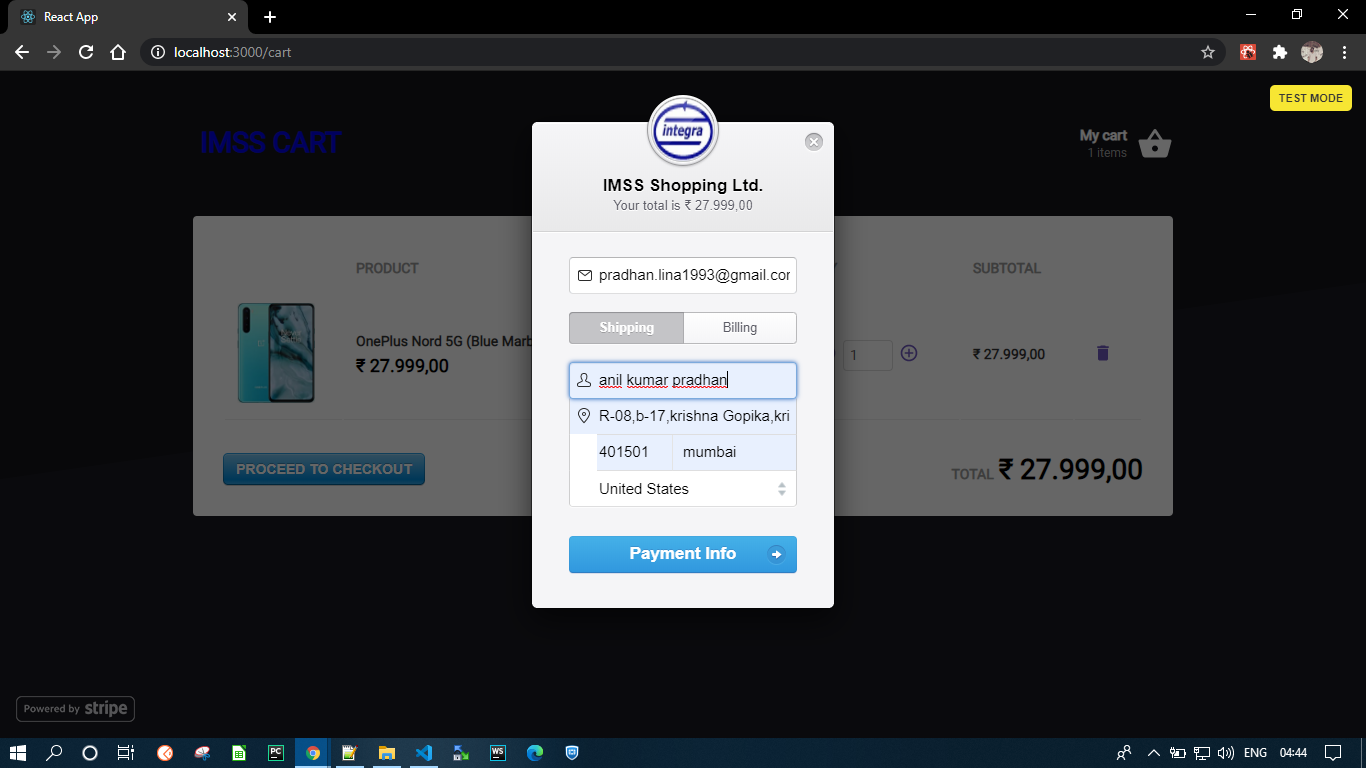 React App
localhost:3000/cart
TEST MODE
IMSS CART
My cart
1 items
integra
IMSS Shopping Ltd.
Your total is ₹ 27.999,00
PRODUCT
SUBTOTAL
pradhan.lina1993@gmail.cor
Shipping
Billing
OnePlus Nord 5G (Blue Marb
₹ 27.999,00
1
₹ 27.999,00
anil kumar pradhan
R-08,b-17,krishna Gopika,kri
401501
mumbai
United States
PROCEED TO CHECKOUT
TOTAL ₹ 27.999,00
Payment Info
Powered by stripe
PC
WS
ENG
04:44